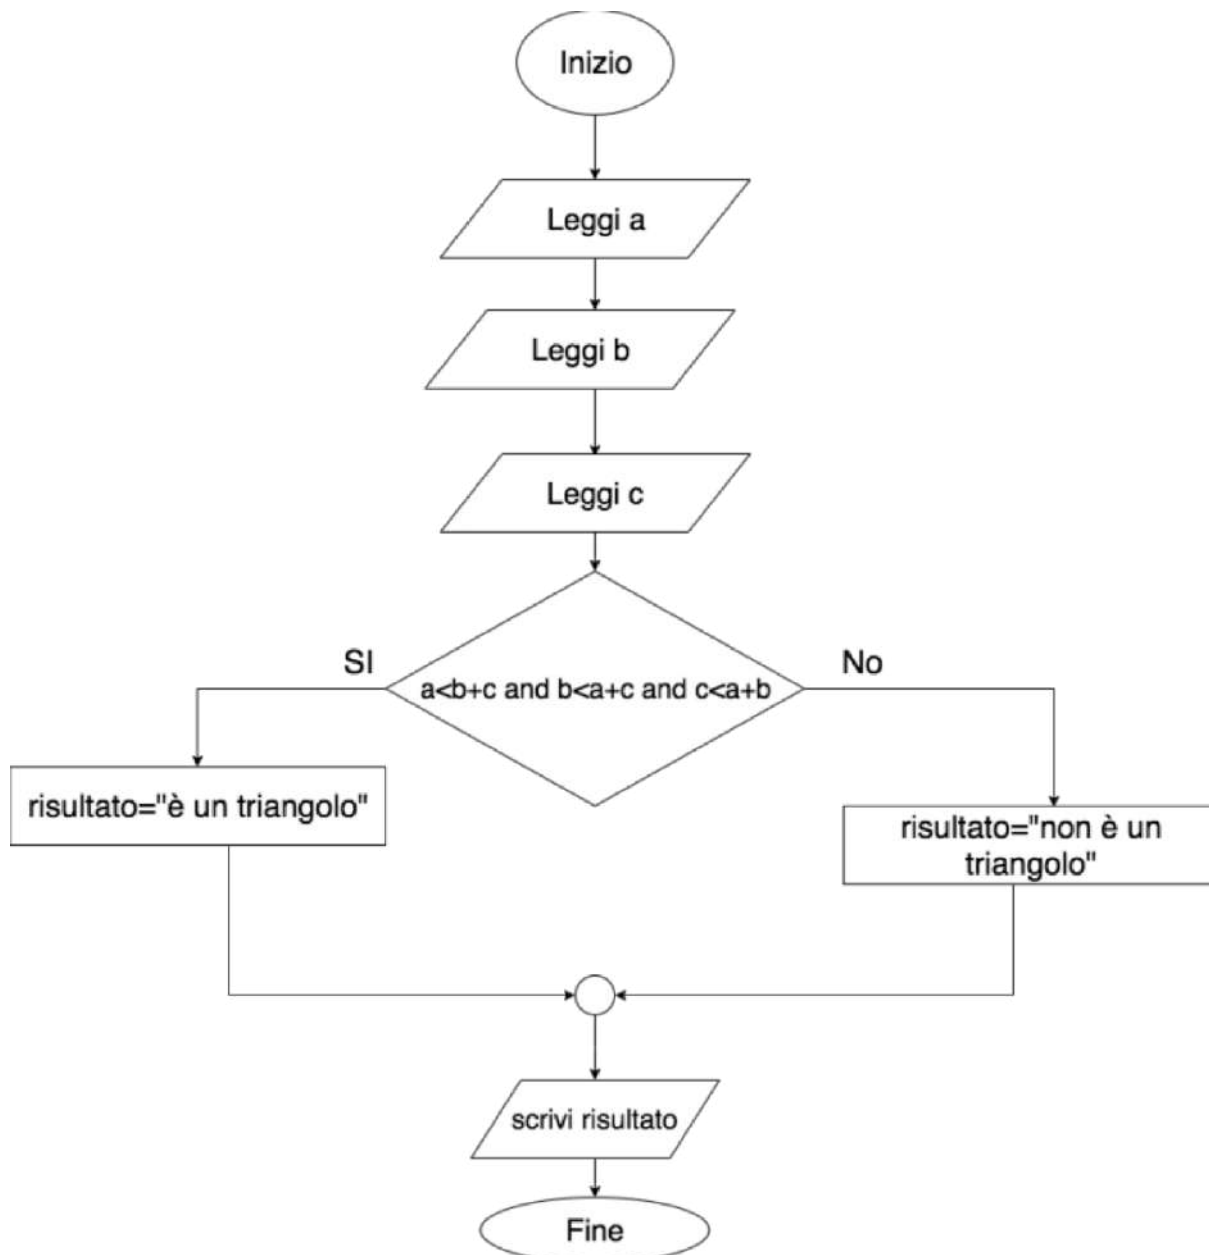 Inizio
Leggi a
Leggi b
Leggi c
SI
No
a<b+c and b<a+c and c<a+b
risultato="è un triangolo"
risultato="non è un
triangolo"
scrivi risultato
Fine